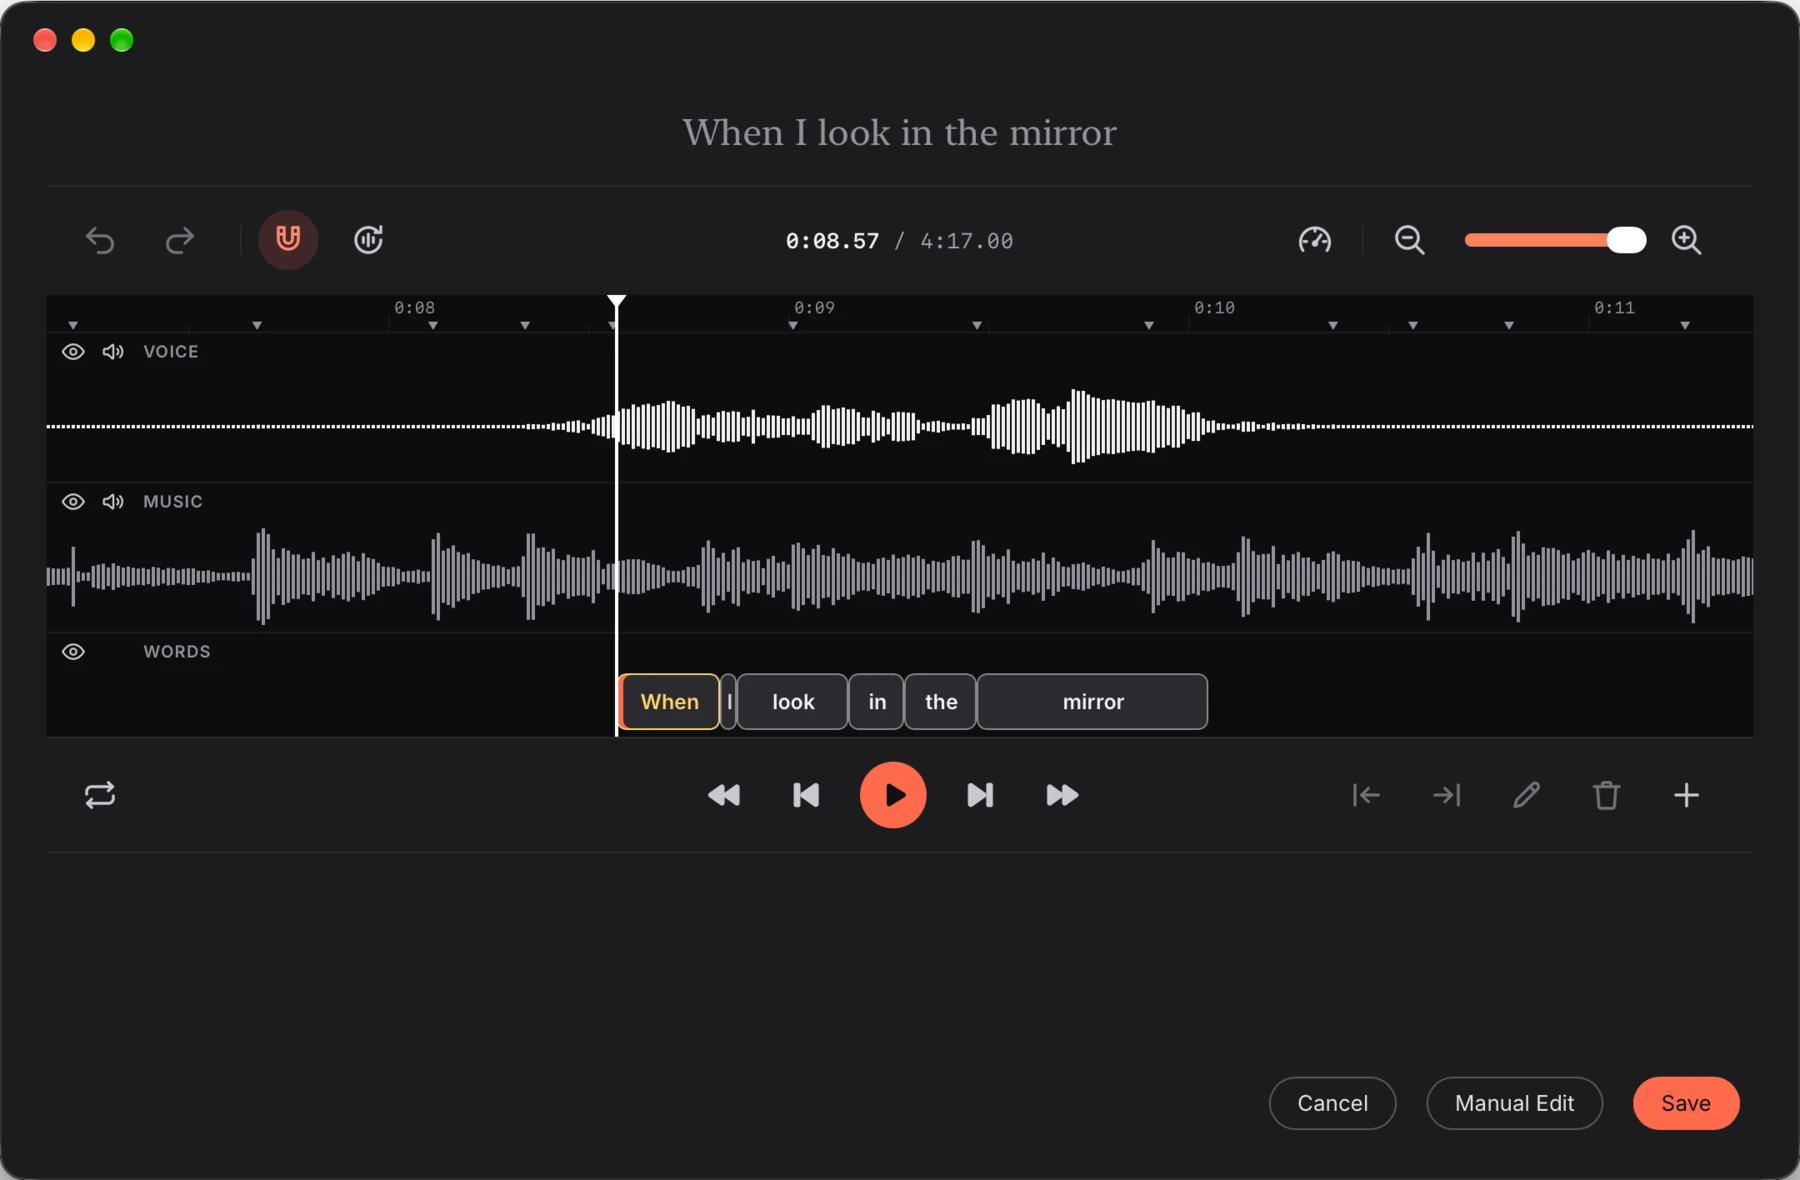 When I look in the mirror
0:08.57 / 4:17.00
0:08 0:09 0:10 0:11
VOICE
MUSIC
WORDS
When I look in the mirror
Cancel Manual Edit Save